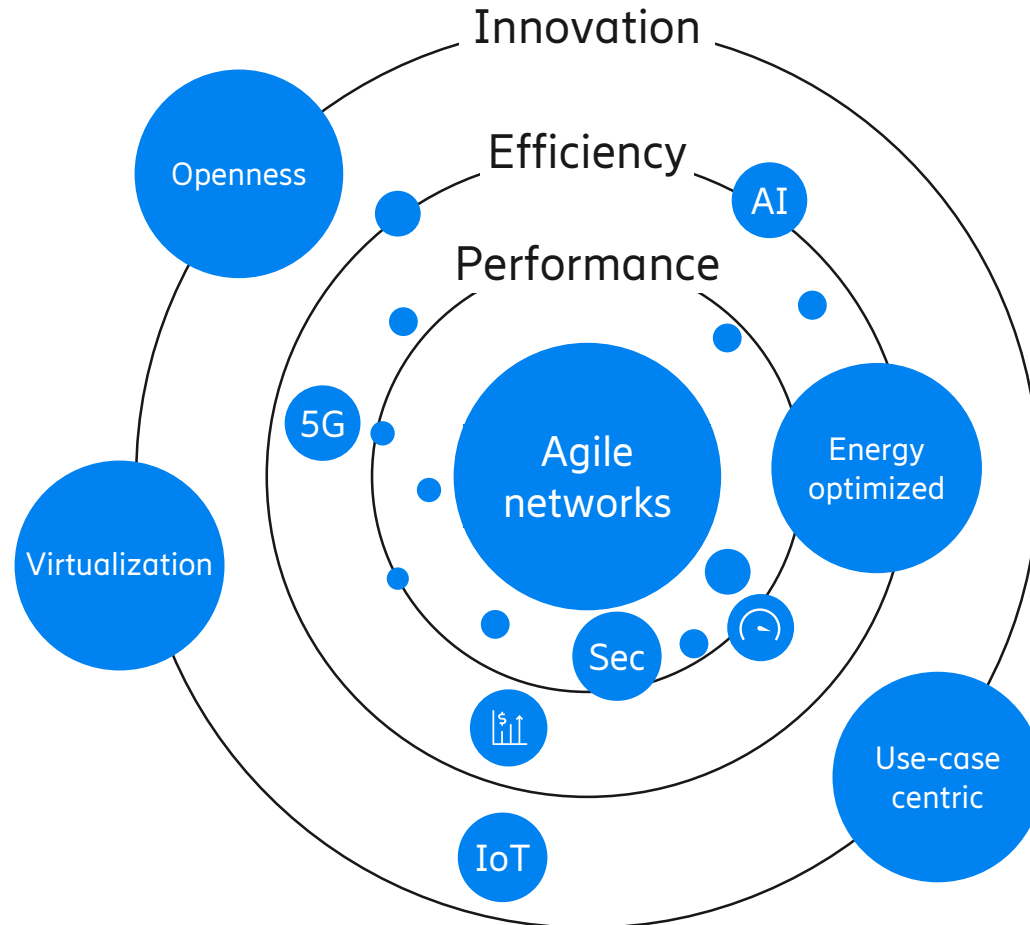 Innovation
Efficiency
Openness
AI
Performance
5G
Agile
networks
Energy
optimized
Virtualization
Sec
$
Use-case
centric
IoT